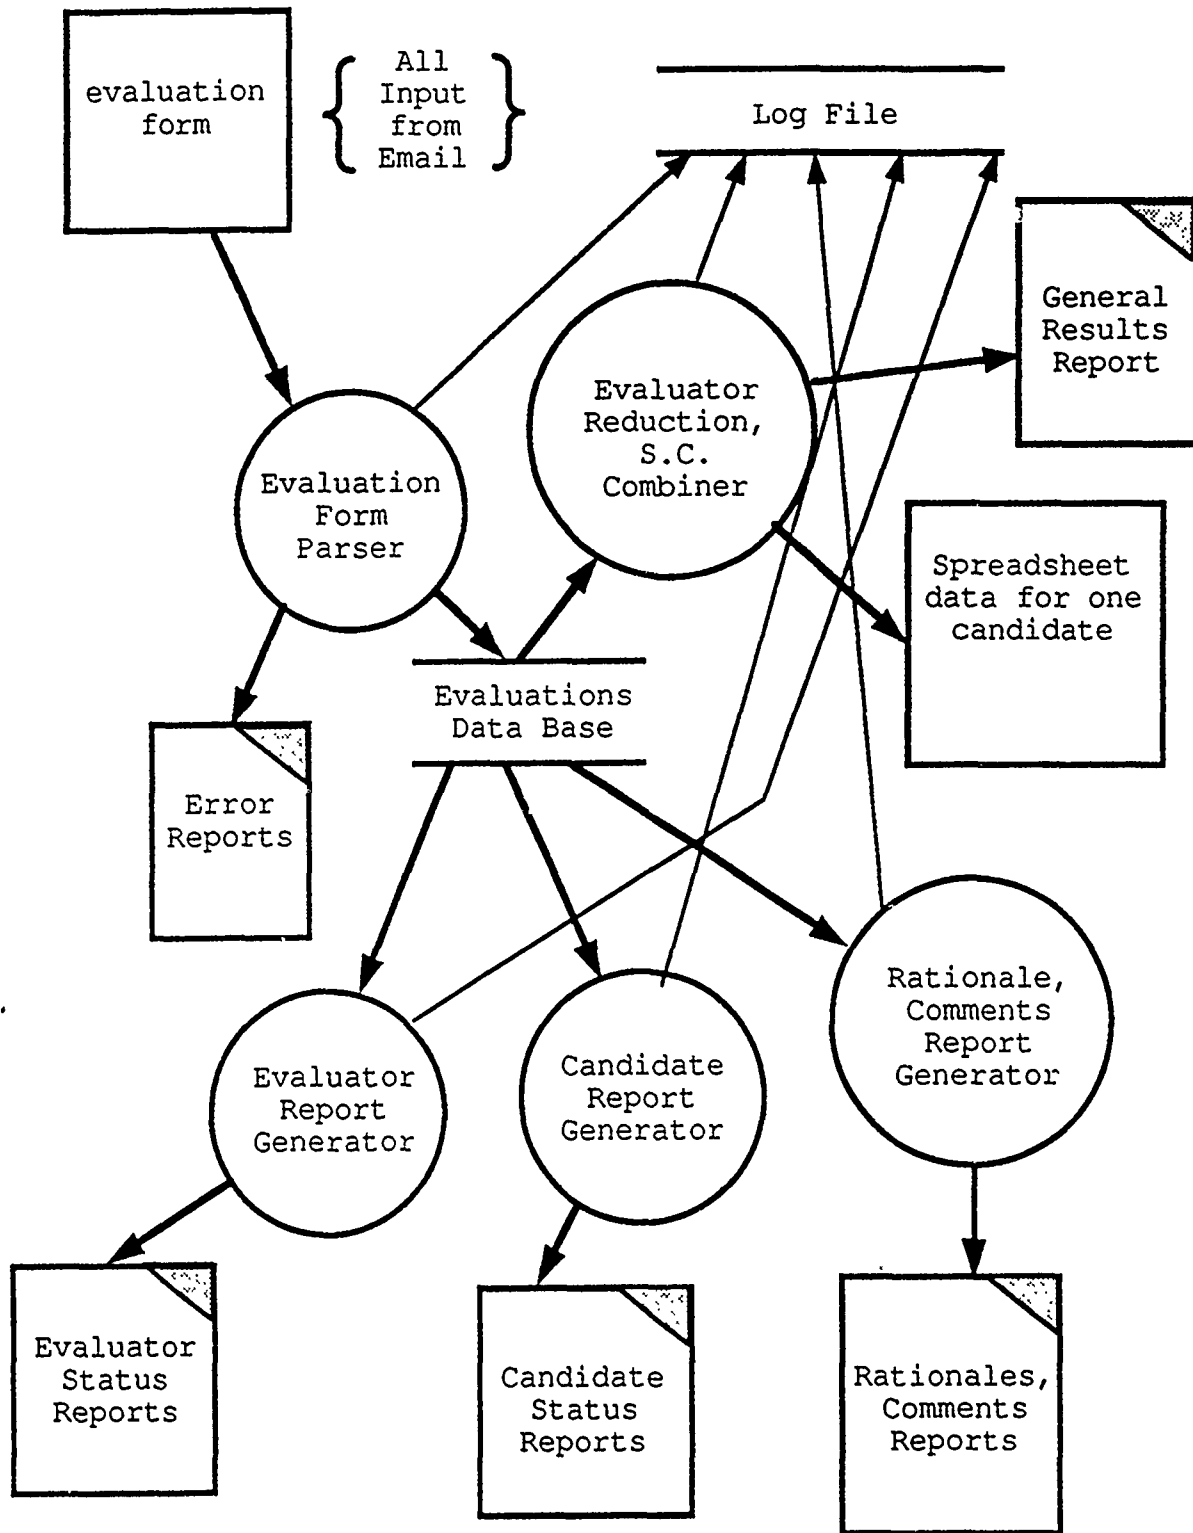 evaluation
form
All
Input
from
Email
Log File
General
Results
Report
Evaluator
Reduction,
S.C.
Combiner
Evaluation
Form
Parser
Spreadsheet
data for one
candidate
Evaluations
Data Base
Error
Reports
Rationale,
Comments
Report
Generator
Evaluator
Report
Generator
Candidate
Report
Generator
Evaluator
Status
Reports
Candidate
Status
Reports
Rationales,
Comments
Reports